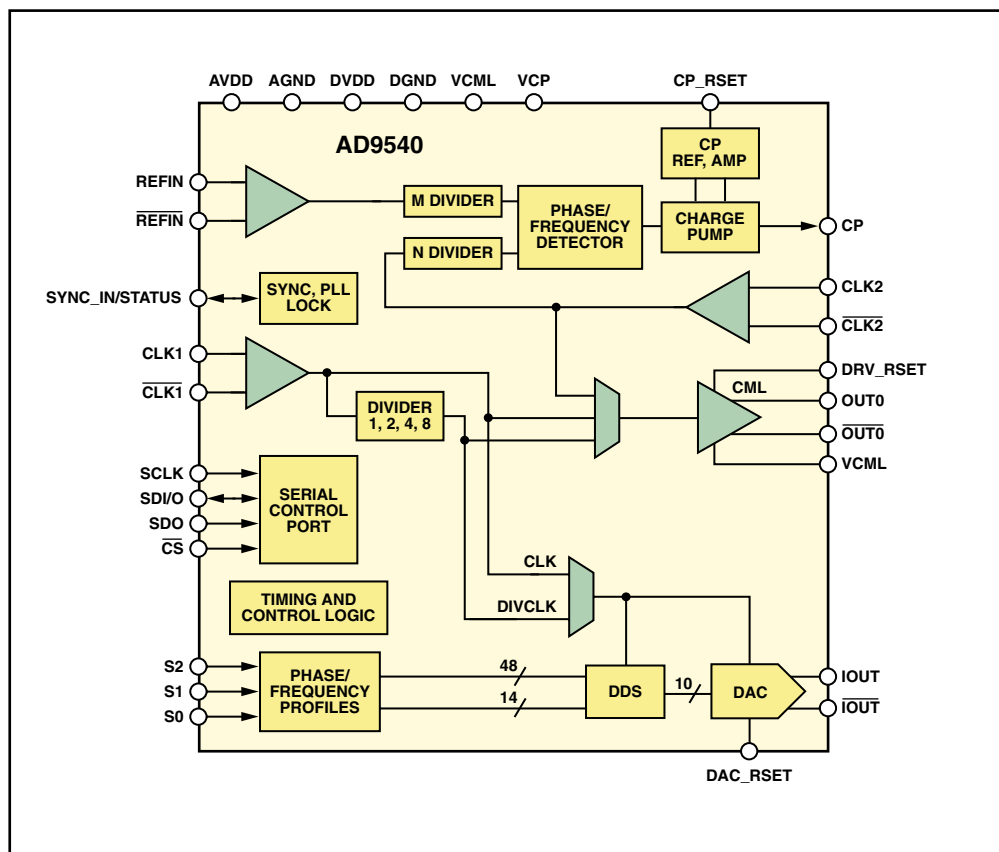 AVDD AGND DVDD DGND VCML VCP CP_RSET
AD9540
CP
REF, AMP
REFIN
REFIN
M DIVIDER
N DIVIDER
PHASE/
FREQUENCY
DETECTOR
CHARGE
PUMP
CP
SYNC_IN/STATUS
SYNC, PLL
LOCK
CLK2
CLK2
CLK1
CLK1
DIVIDER
1, 2, 4, 8
CML
DRV_RSET
OUT0
OUT0
VCML
SCLK
SDI/O
SDO
CS
SERIAL
CONTROL
PORT
TIMING AND
CONTROL LOGIC
CLK
DIVCLK
S2
S1
S0
PHASE/
FREQUENCY
PROFILES
48
14
DDS
10
DAC
IOUT
IOUT
DAC_RSET